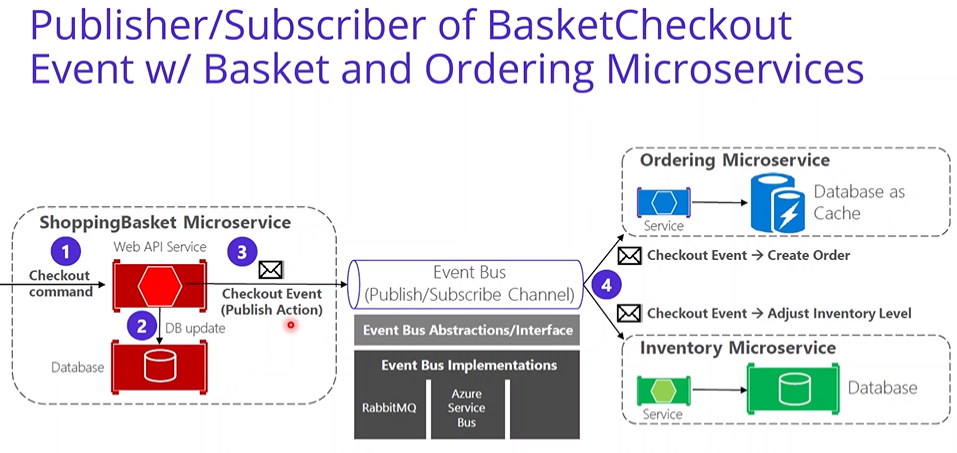 Publisher/Subscriber of BasketCheckout
Event w/ Basket and Ordering Microservices
ShoppingBasket Microservice
1
Web API Service
3
Checkout
command
Checkout Event
(Publish Action)
2
DB update
Database
Event Bus
(Publish/Subscribe Channel)
Event Bus Abstractions/Interface
Event Bus Implementations
RabbitMQ
Azure
Service
Bus
4
Ordering Microservice
Service
Database as
Cache
Checkout Event → Create Order
Checkout Event → Adjust Inventory Level
Inventory Microservice
Service
Database